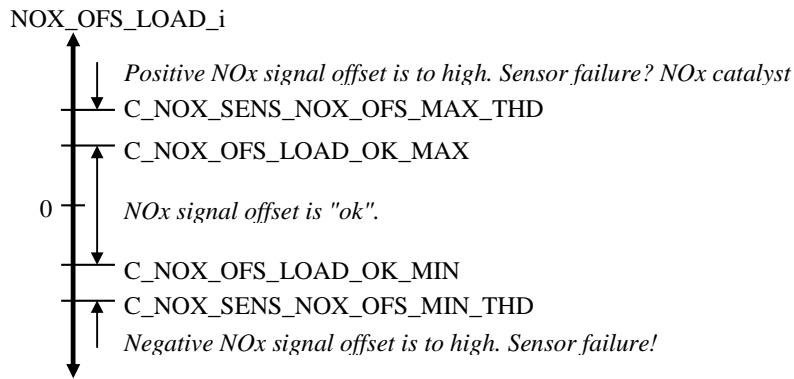 NOX_OFS_LOAD_i
Positive NOx signal offset is to high. Sensor failure? NOx catalyst
C_NOX_SENS_NOX_OFS_MAX_THD
C_NOX_OFS_LOAD_OK_MAX
0
NOx signal offset is "ok".
C_NOX_OFS_LOAD_OK_MIN
C_NOX_SENS_NOX_OFS_MIN_THD
Negative NOx signal offset is to high. Sensor failure!